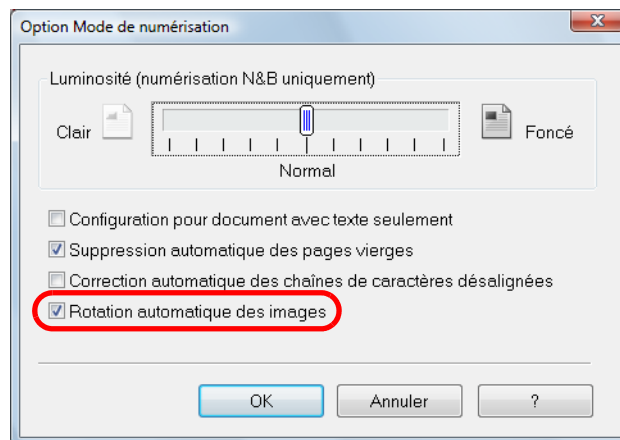 Option Mode de numérisation
Luminosité (numérisation N&B uniquement)
Clair
Foncé
Normal
Configuration pour document avec texte seulement
Suppression automatique des pages vierges
Correction automatique des chaînes de caractères désalignées
Rotation automatique des images
OK
Annuler
?